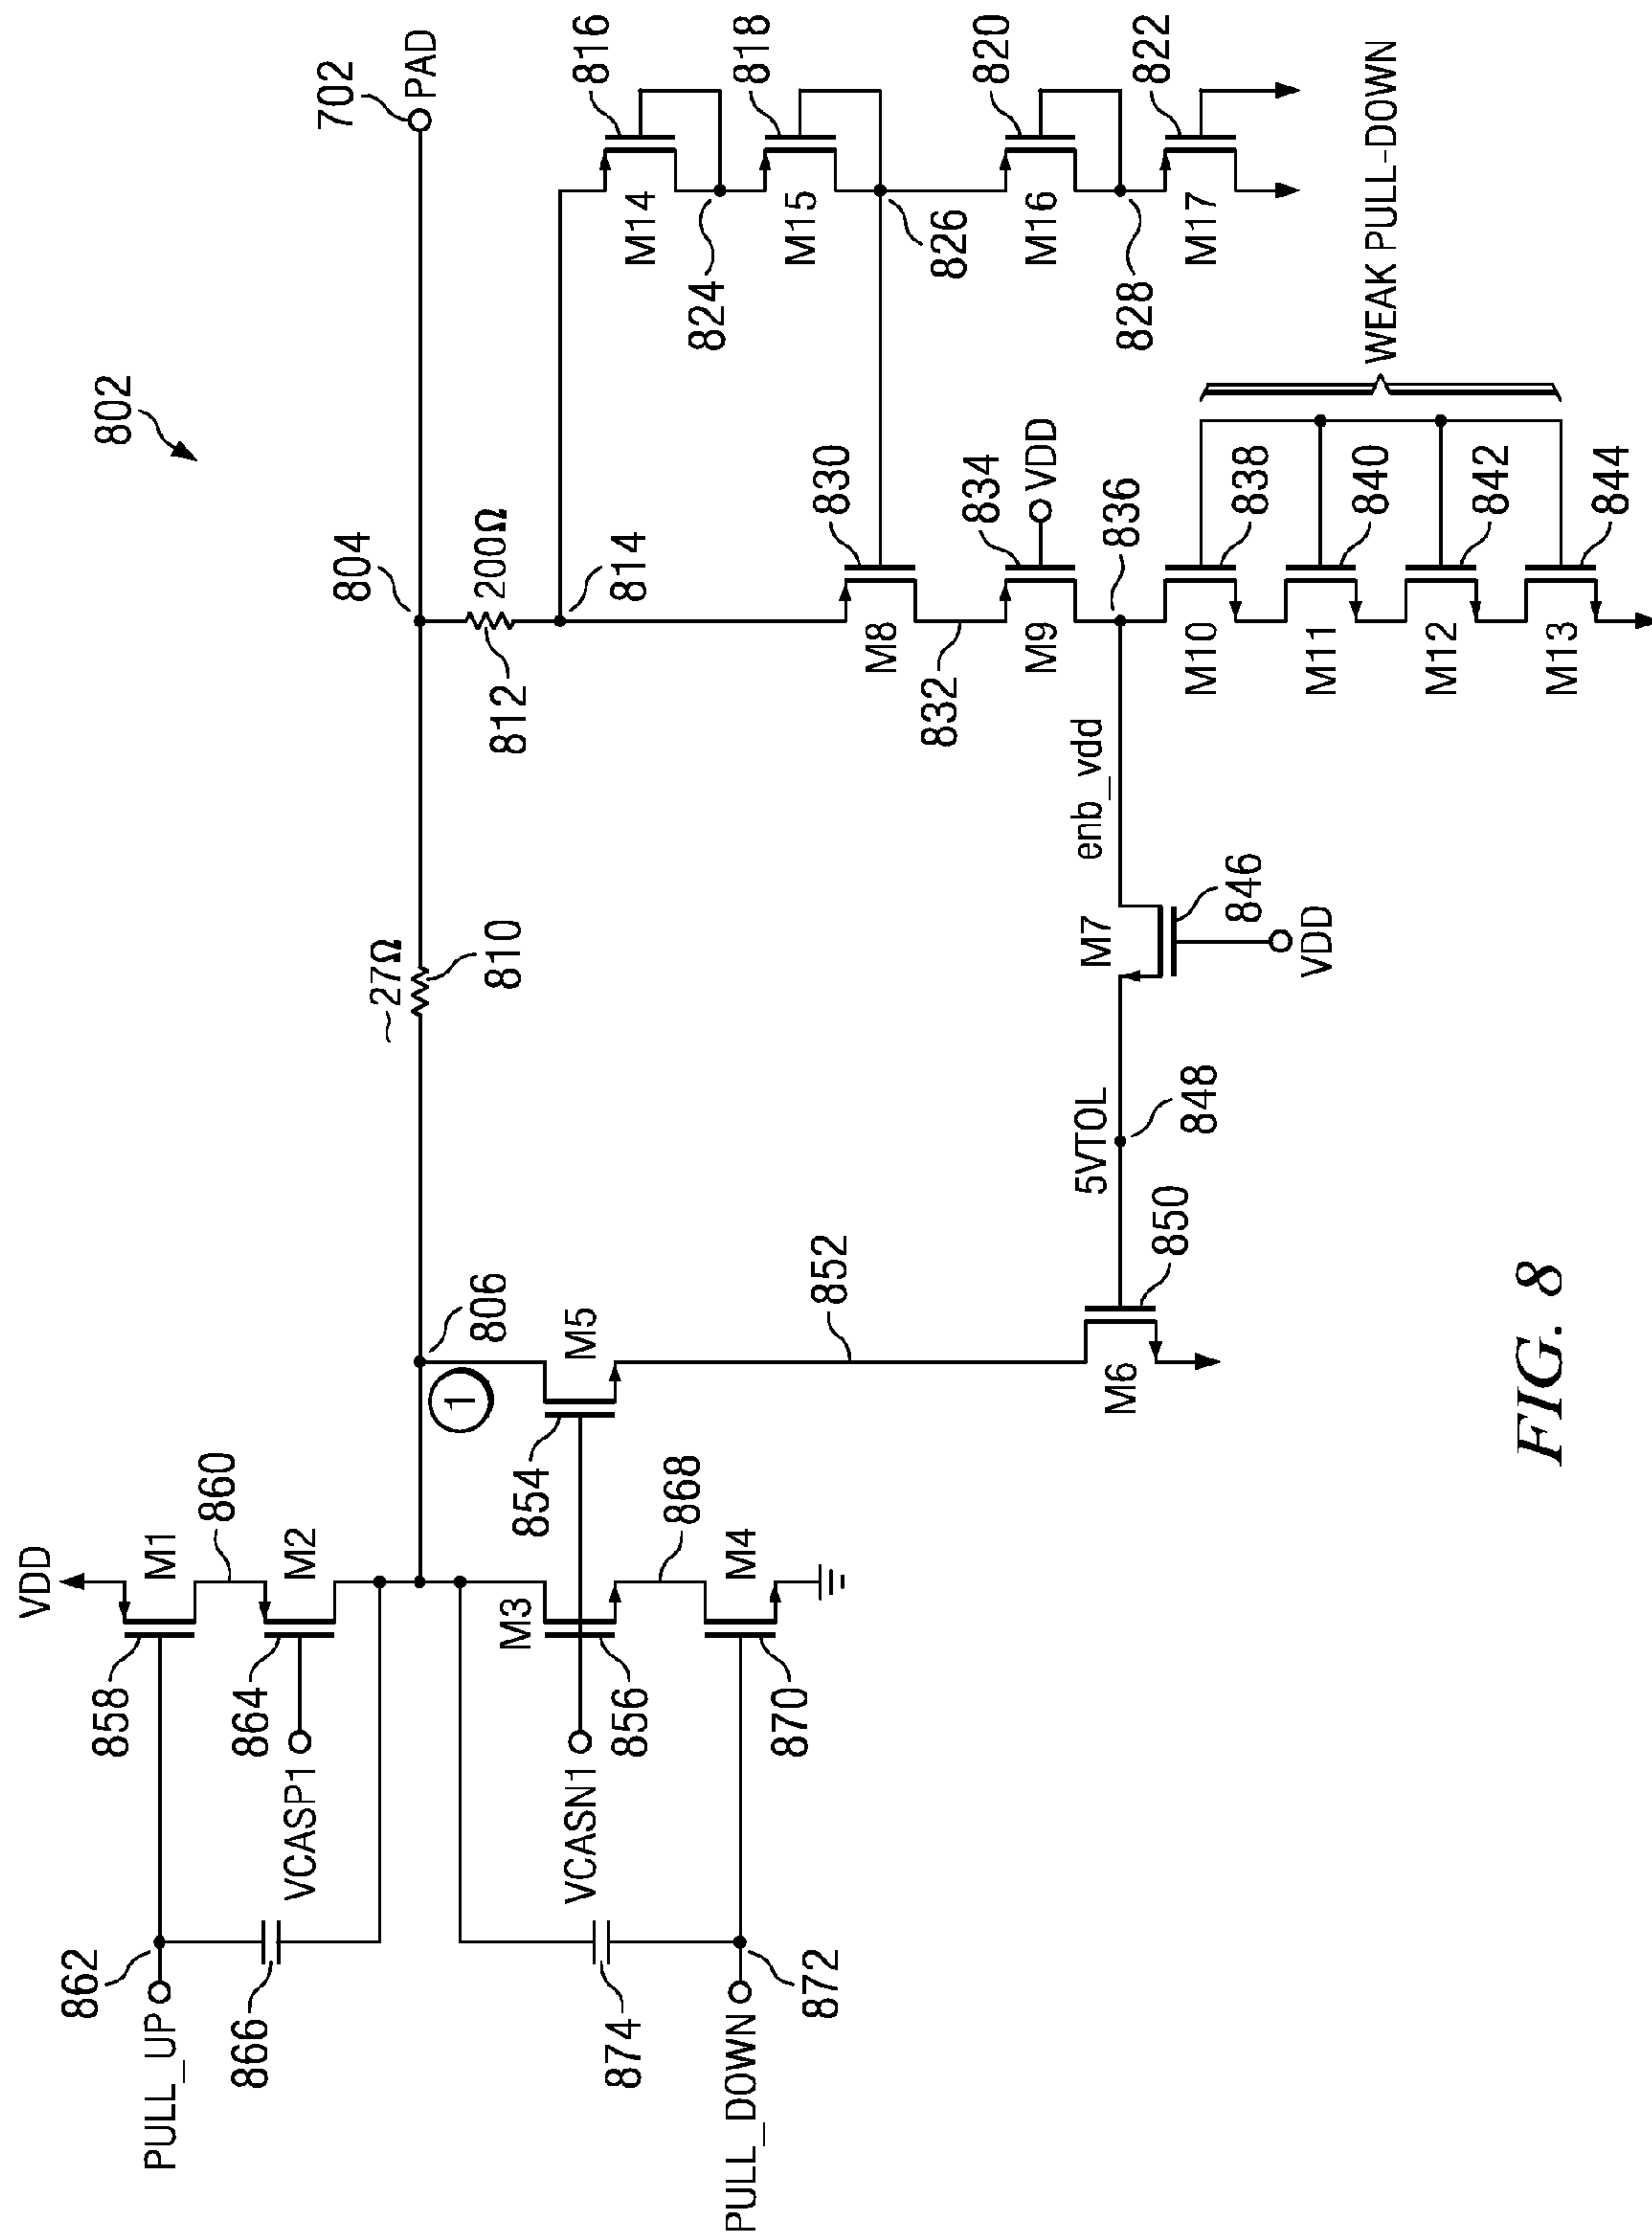 802
702
PAD
804
200Ω
812
814
816
M14
824
818
M15
826
820
M16
828
822
M17
830
M8
832
834
VDD
M9
836
WEAK PULL-DOWN
838
M10
840
M11
842
M12
844
M13
~27Ω
810
enb_vdd
M7
846
VDD
5VTOL
848
850
M6
852
806
1
M5
854
VDD
M1
858
860
M2
864
VCASP1
862
PULL_UP
866
M3
856
VCASN1
868
M4
870
874
872
PULL_DOWN
FIG. 8